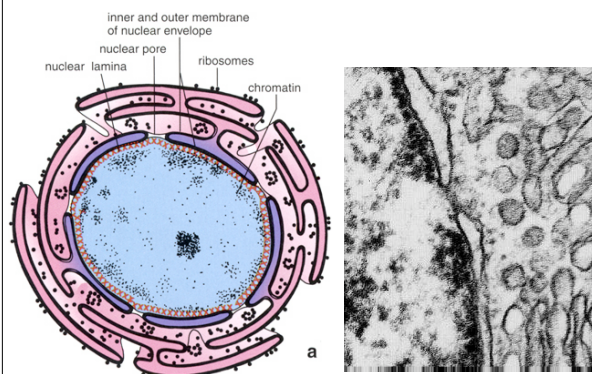 inner and outer membrane
of nuclear envelope
nuclear pore
nuclear lamina
ribosomes
chromatin
a